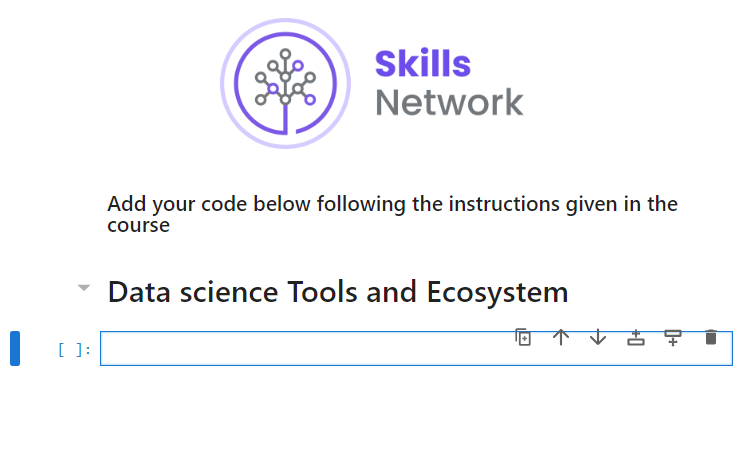 Skills
Network
Add your code below following the instructions given in the
course
Data science Tools and Ecosystem
[ ]: